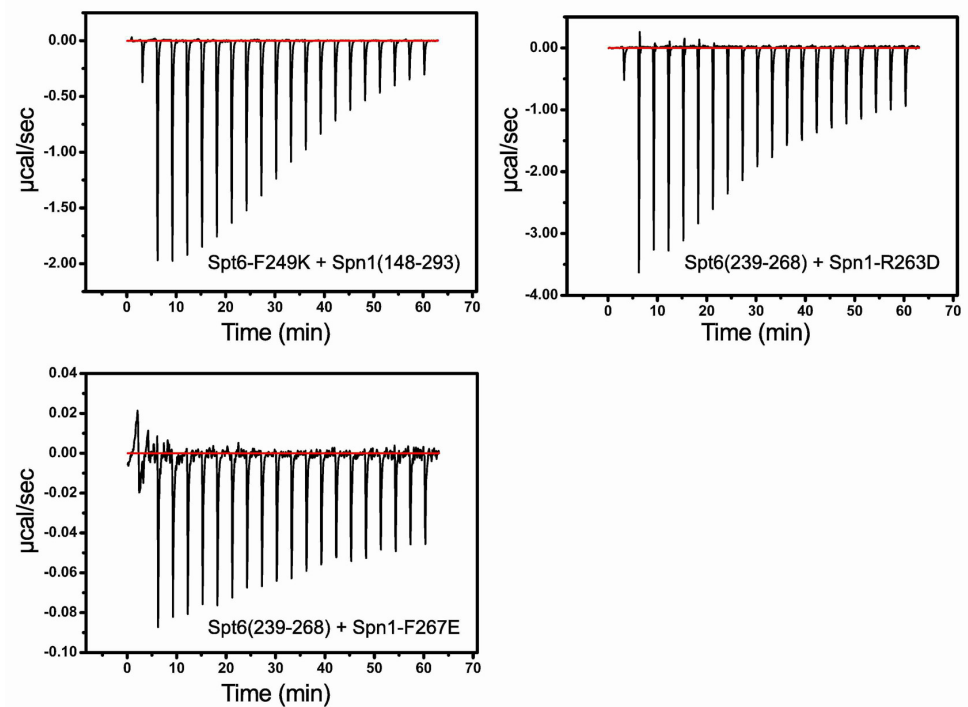 0.00
-0.50
-1.00
-1.50
-2.00
µcal/sec
Spt6-F249K + Spn1(148-293)
0 10 20 30 40 50 60 70
Time (min)
0.00
-1.00
-2.00
-3.00
-4.00
µcal/sec
Spt6(239-268) + Spn1-R263D
0 10 20 30 40 50 60 70
Time (min)
0.04
0.02
0.00
-0.02
-0.04
-0.06
-0.08
-0.10
µcal/sec
Spt6(239-268) + Spn1-F267E
0 10 20 30 40 50 60 70
Time (min)